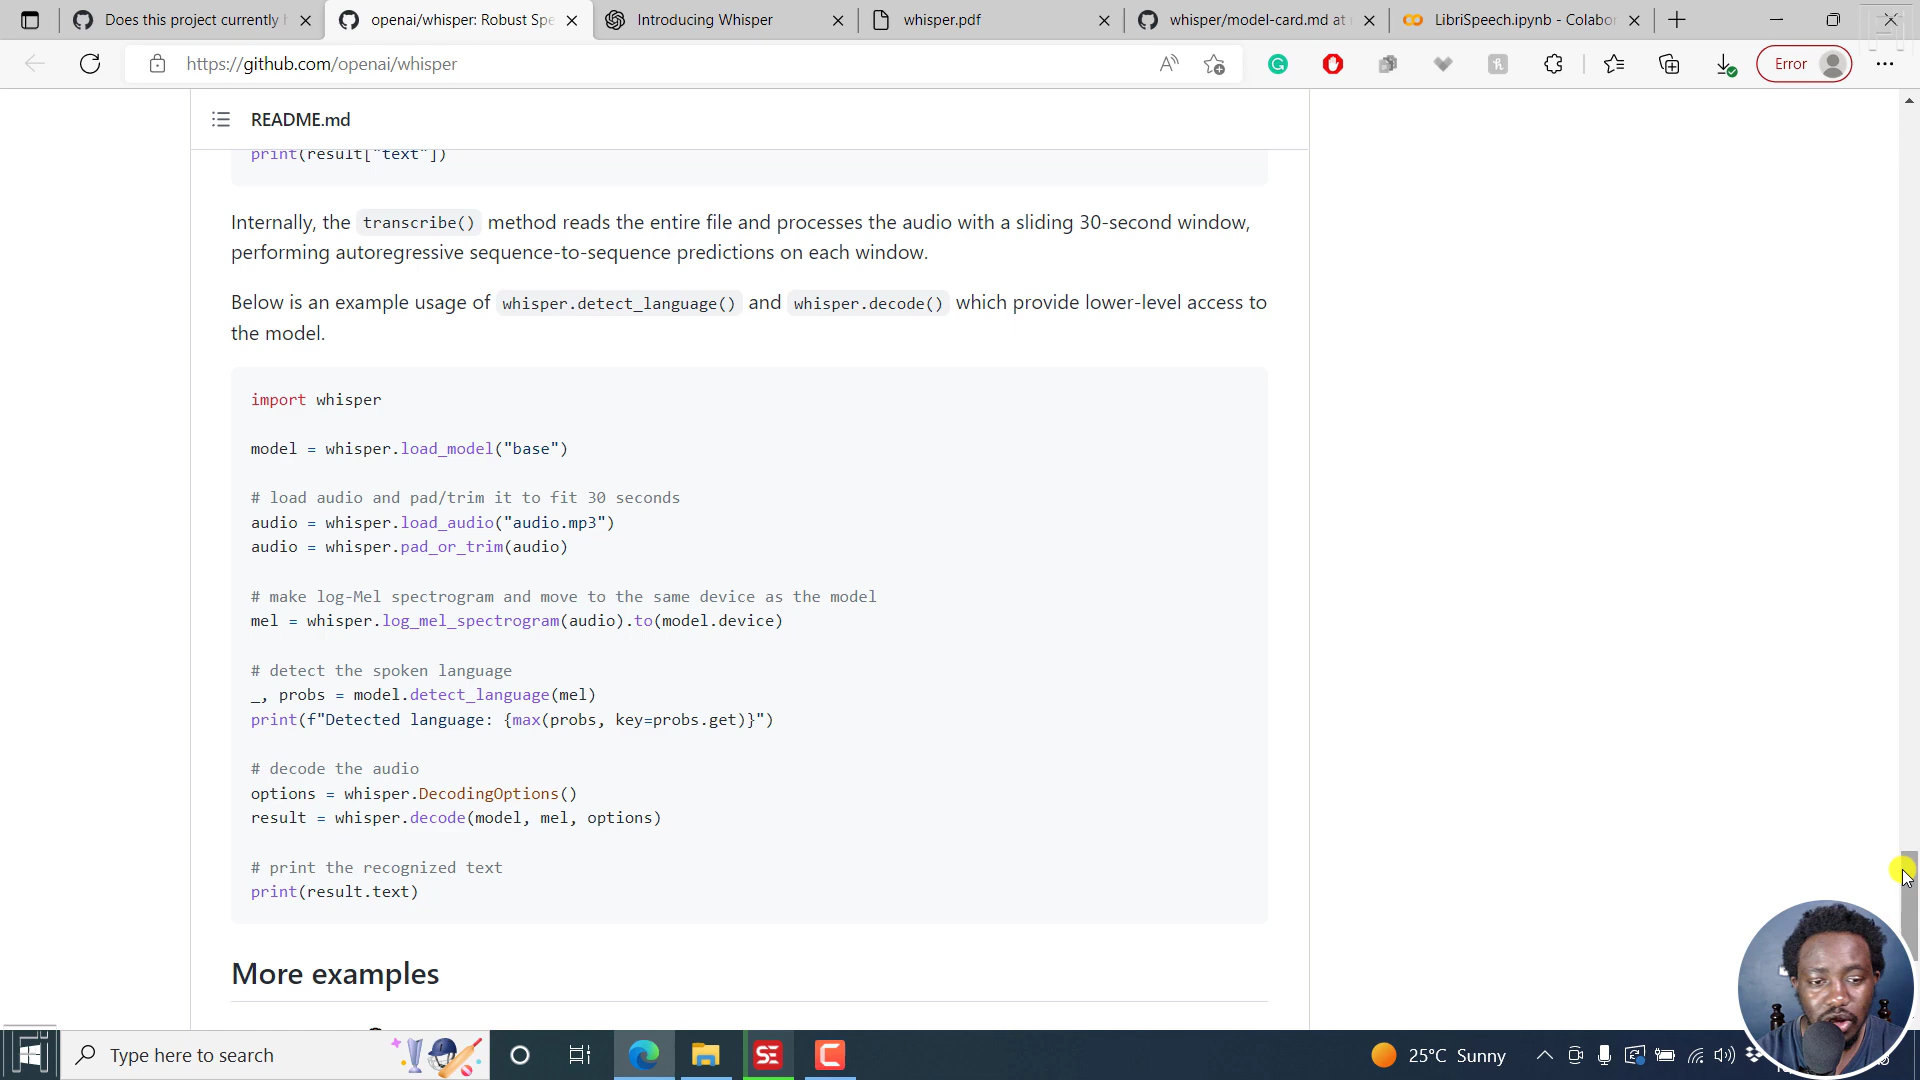 Does this project currently
openai/whisper: Robust Spe
Introducing Whisper
whisper.pdf
whisper/model-card.md at
LibriSpeech.ipynb - Colabo
https://github.com/openai/whisper
Error
README.md
print(result["text"])
Internally, the transcribe() method reads the entire file and processes the audio with a sliding 30-second window,
performing autoregressive sequence-to-sequence predictions on each window.
Below is an example usage of whisper.detect_language() and whisper.decode() which provide lower-level access to
the model.
import whisper
model = whisper.load_model("base")
# load audio and pad/trim it to fit 30 seconds
audio = whisper.load_audio("audio.mp3")
audio = whisper.pad_or_trim(audio)
# make log-Mel spectrogram and move to the same device as the model
mel = whisper.log_mel_spectrogram(audio).to(model.device)
# detect the spoken language
_, probs = model.detect_language(mel)
print(f"Detected language: {max(probs, key=probs.get)}")
# decode the audio
options = whisper.DecodingOptions()
result = whisper.decode(model, mel, options)
# print the recognized text
print(result.text)
More examples
Type here to search
25°C Sunny